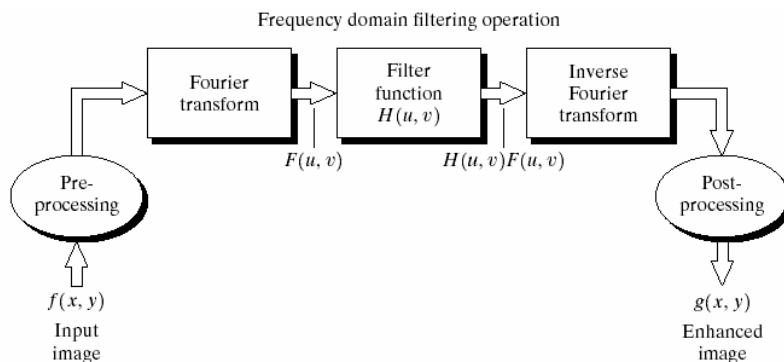 Frequency domain filtering operation
Fourier
transform
Filter
function
H(u, v)
Inverse
Fourier
transform
F(u, v)
H(u, v)F(u, v)
Pre-
processing
Post-
processing
f(x, y)
Input
image
g(x, y)
Enhanced
image